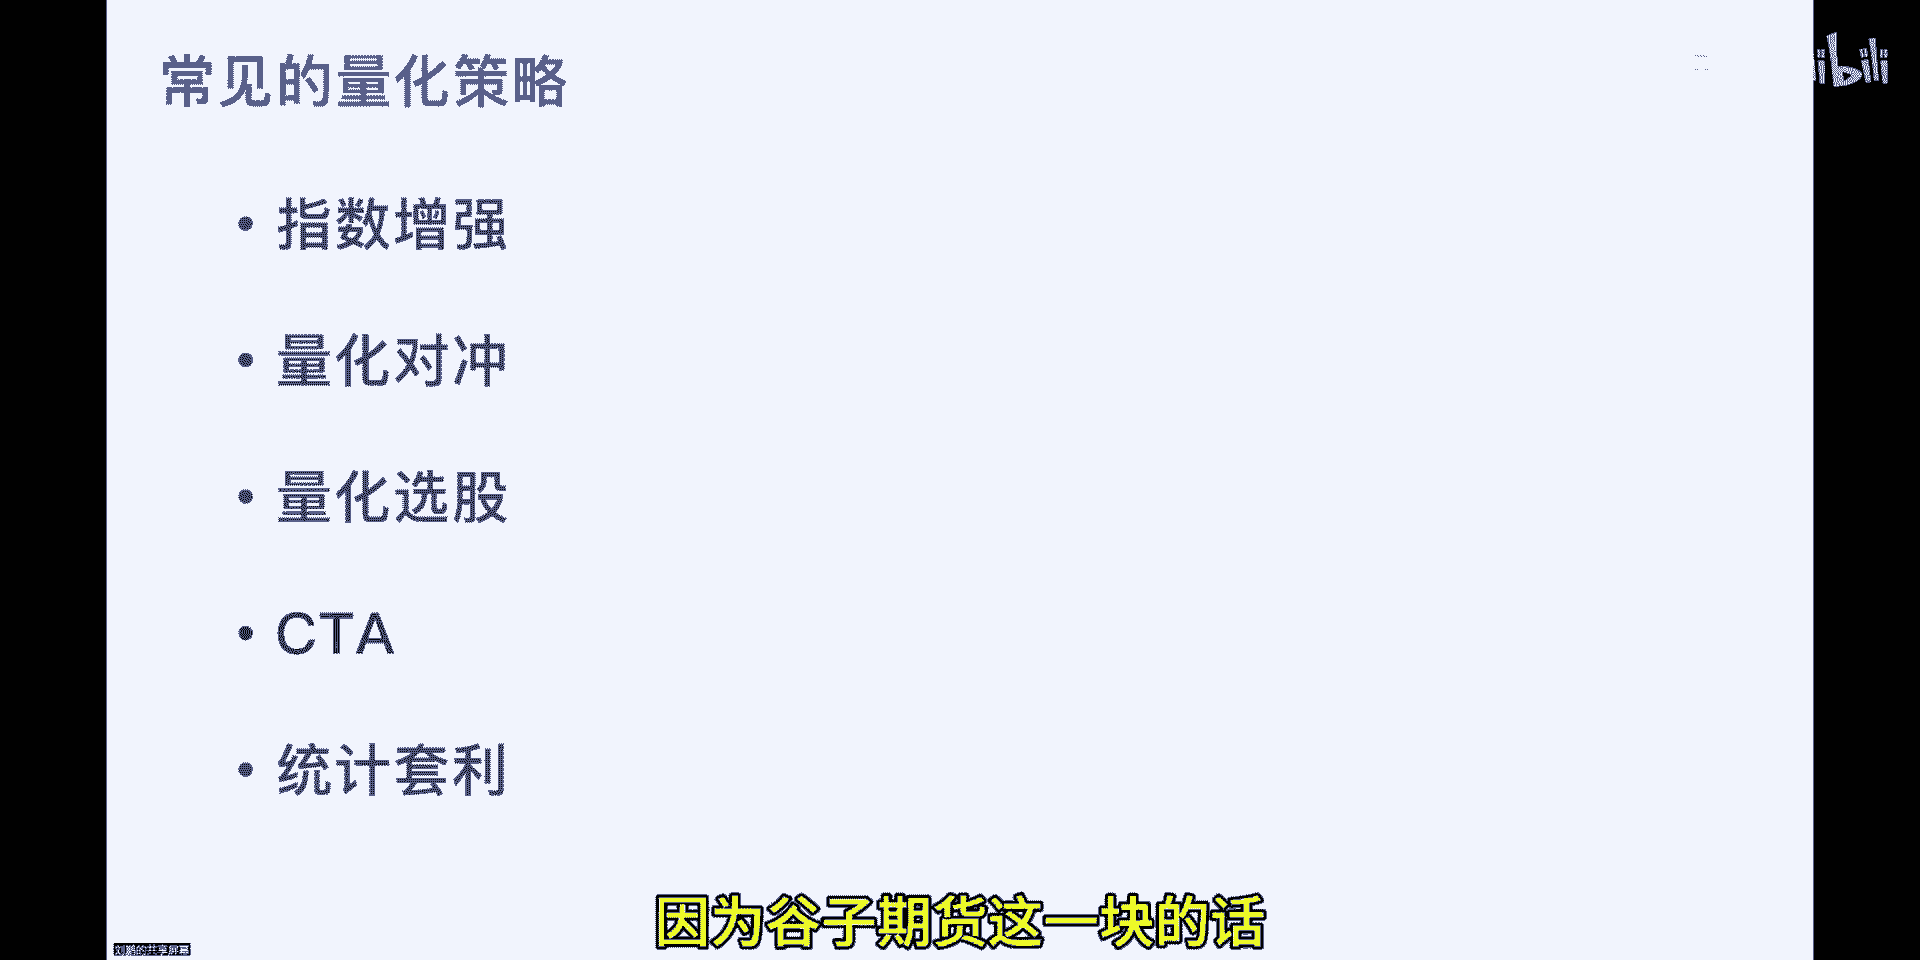 常见的量化策略
ibili
• 指数增强
• 量化对冲
• 量化选股
• CTA
• 统计套利
因为谷子期货这一块的话
刘鹏的共享屏幕